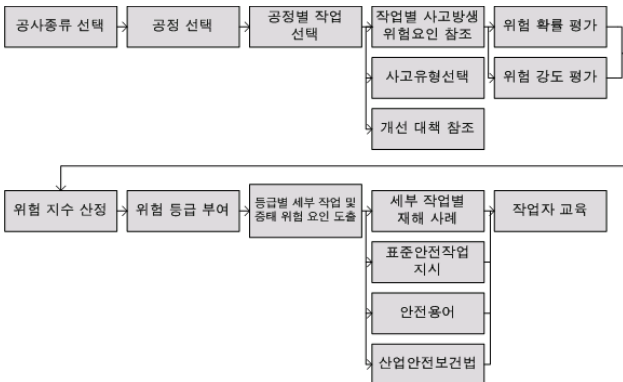 공사종류 선택
공정 선택
공정별 작업
선택
작업별 사고방생
위험요인 참조
위험 확률 평가
사고유형선택
위험 강도 평가
개선 대책 참조
위험 지수 산정
위험 등급 부여
등급별 세부 작업 및
중태 위험 요인 도출
세부 작업별
재해 사례
작업자 교육
표준안전작업
지시
안전용어
산업안전보건법